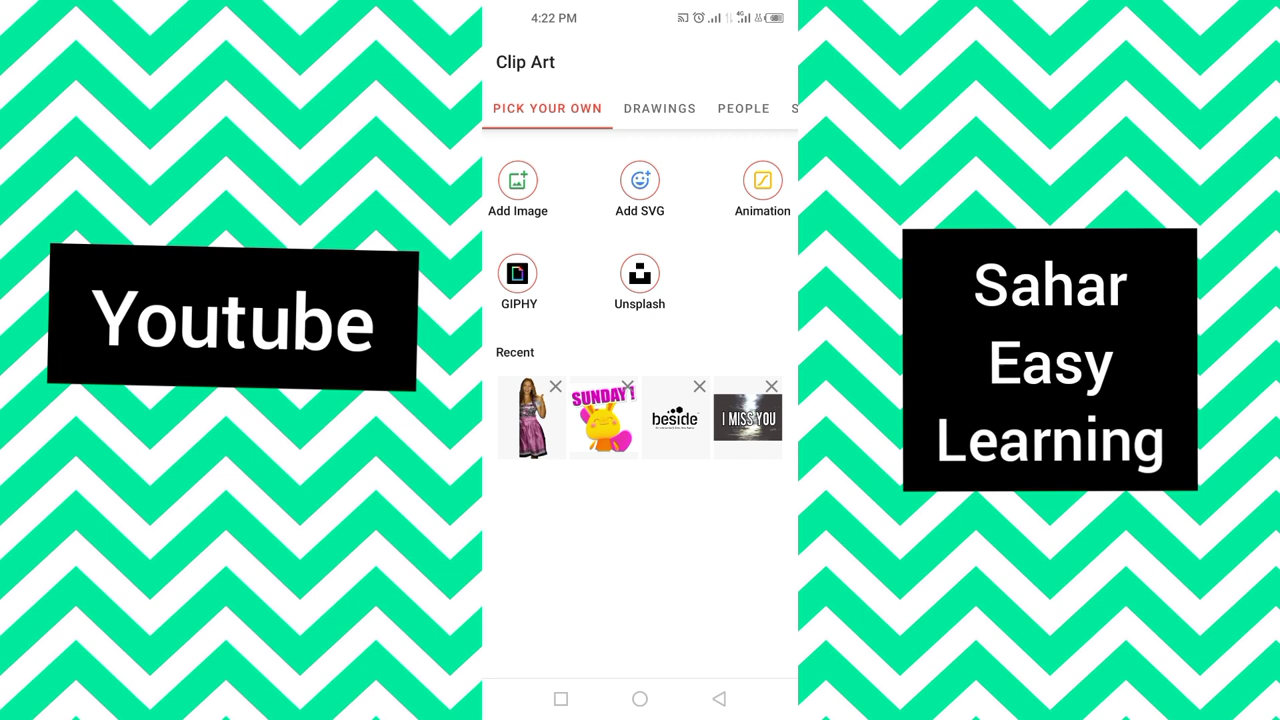 Youtube
4:22 PM
4G
Clip Art
PICK YOUR OWN DRAWINGS PEOPLE S
Add Image Add SVG Animation
GIPHY Unsplash
Recent
SUNDAY! beside I MISS YOU
Sahar
Easy
Learning